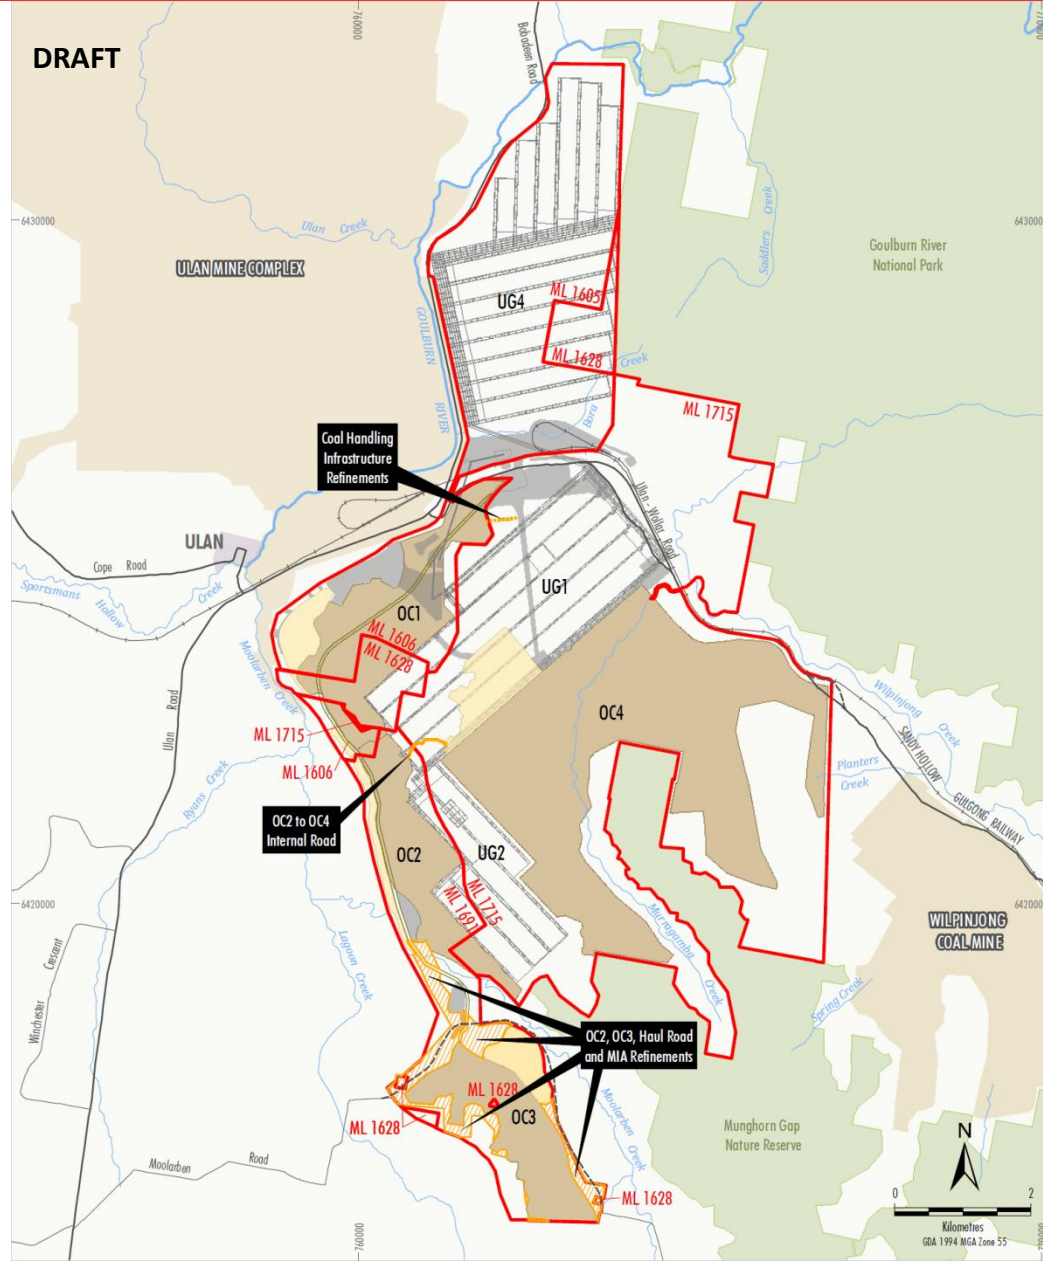 DRAFT
760000
770000
Bobadeen Road
6430000
6430000
Ulan Creek
Saddlers Creek
Goulburn River
National Park
ULAN MINE COMPLEX
ML 1605
UG4
GOULBURN
RIVER
ML 1628
Creek
Bora
ML 1715
Coal Handling
Infrastructure
Refinements
Ulan - Wollar Road
ULAN
Cope Road
Sportsmans Hollow Creek
UG1
OC1
ML 1606
ML 1628
Moolarben Creek
Ulan Road
Wilpinjong
Creek
OC4
ML 1715
SANDY HOLLOW
GULGONG RAILWAY
Planters
Creek
ML 1606
Ryans Creek
OC2 to OC4
Internal Road
OC2
UG2
ML 1715
ML 1691
6420000
6420000
WILPINJONG
COAL MINE
Winchester Crescent
Lagoon Creek
Murragamba
Creek
Spring Creek
OC2, OC3, Haul Road
and MIA Refinements
ML 1628
OC3
ML 1628
Moolarben Creek
Munghorn Gap
Nature Reserve
Moolarben Road
ML 1628
N
0 2
Kilometres
GDA 1994 MGA Zone 55
760000
770000